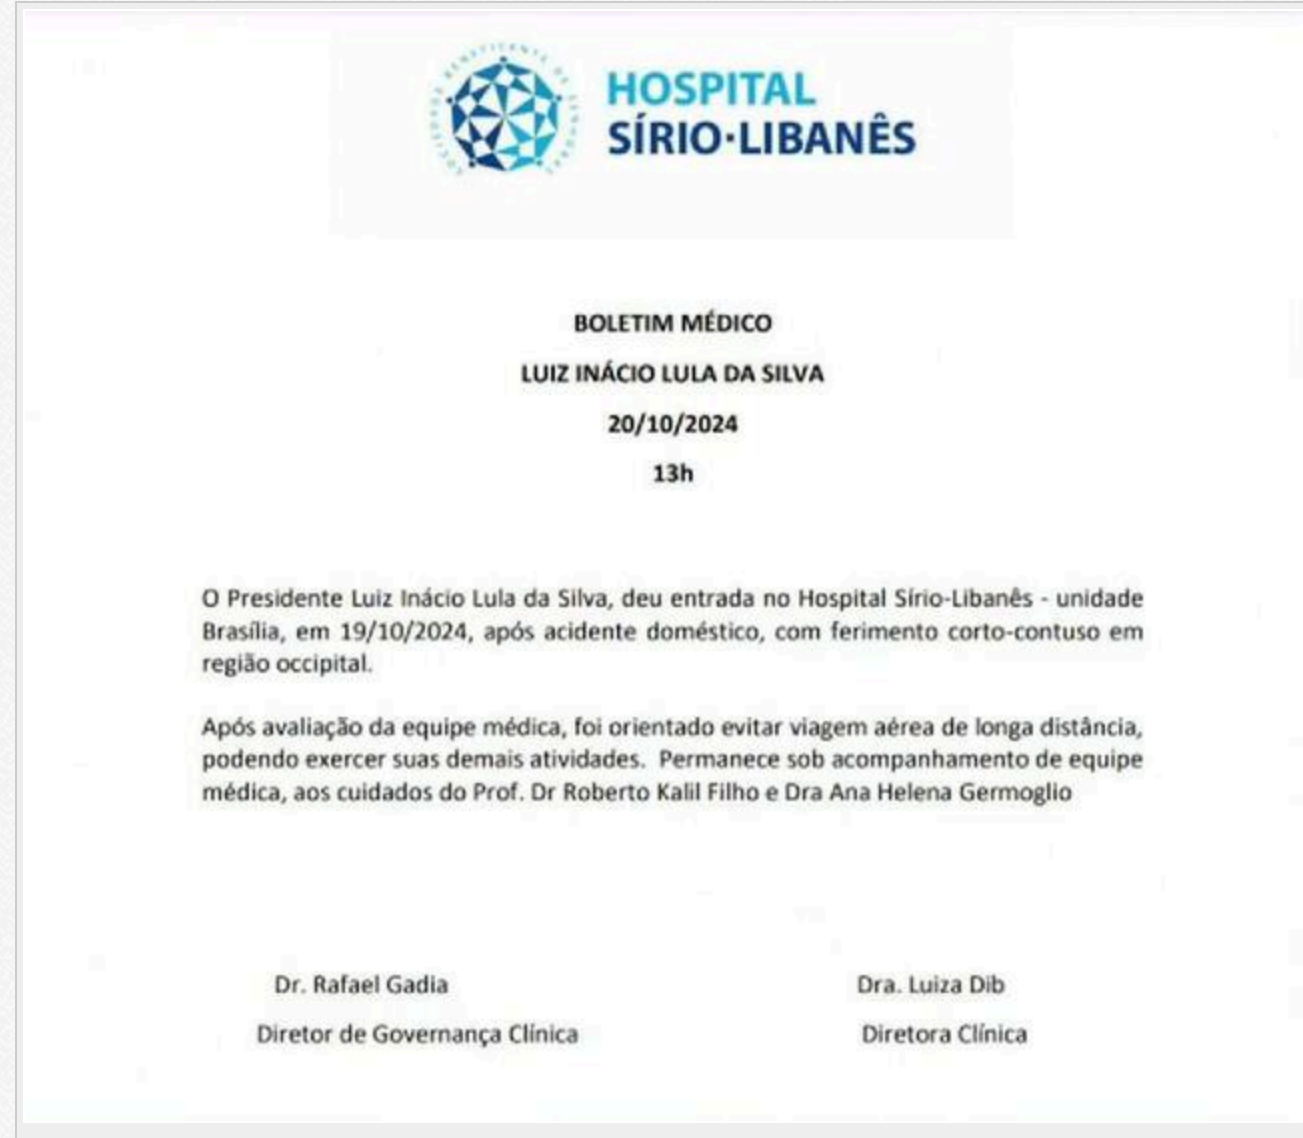 SOCIEDADE BENEFICENTE DE SENHORAS
HOSPITAL
SÍRIO·LIBANÊS
BOLETIM MÉDICO
LUIZ INÁCIO LULA DA SILVA
20/10/2024
13h
O Presidente Luiz Inácio Lula da Silva, deu entrada no Hospital Sírio-Libanês - unidade
Brasília, em 19/10/2024, após acidente doméstico, com ferimento corto-contuso em
região occipital.
Após avaliação da equipe médica, foi orientado evitar viagem aérea de longa distância,
podendo exercer suas demais atividades. Permanece sob acompanhamento de equipe
médica, aos cuidados do Prof. Dr Roberto Kalil Filho e Dra Ana Helena Germoglio
Dr. Rafael Gadia
Dra. Luiza Dib
Diretor de Governança Clínica
Diretora Clínica